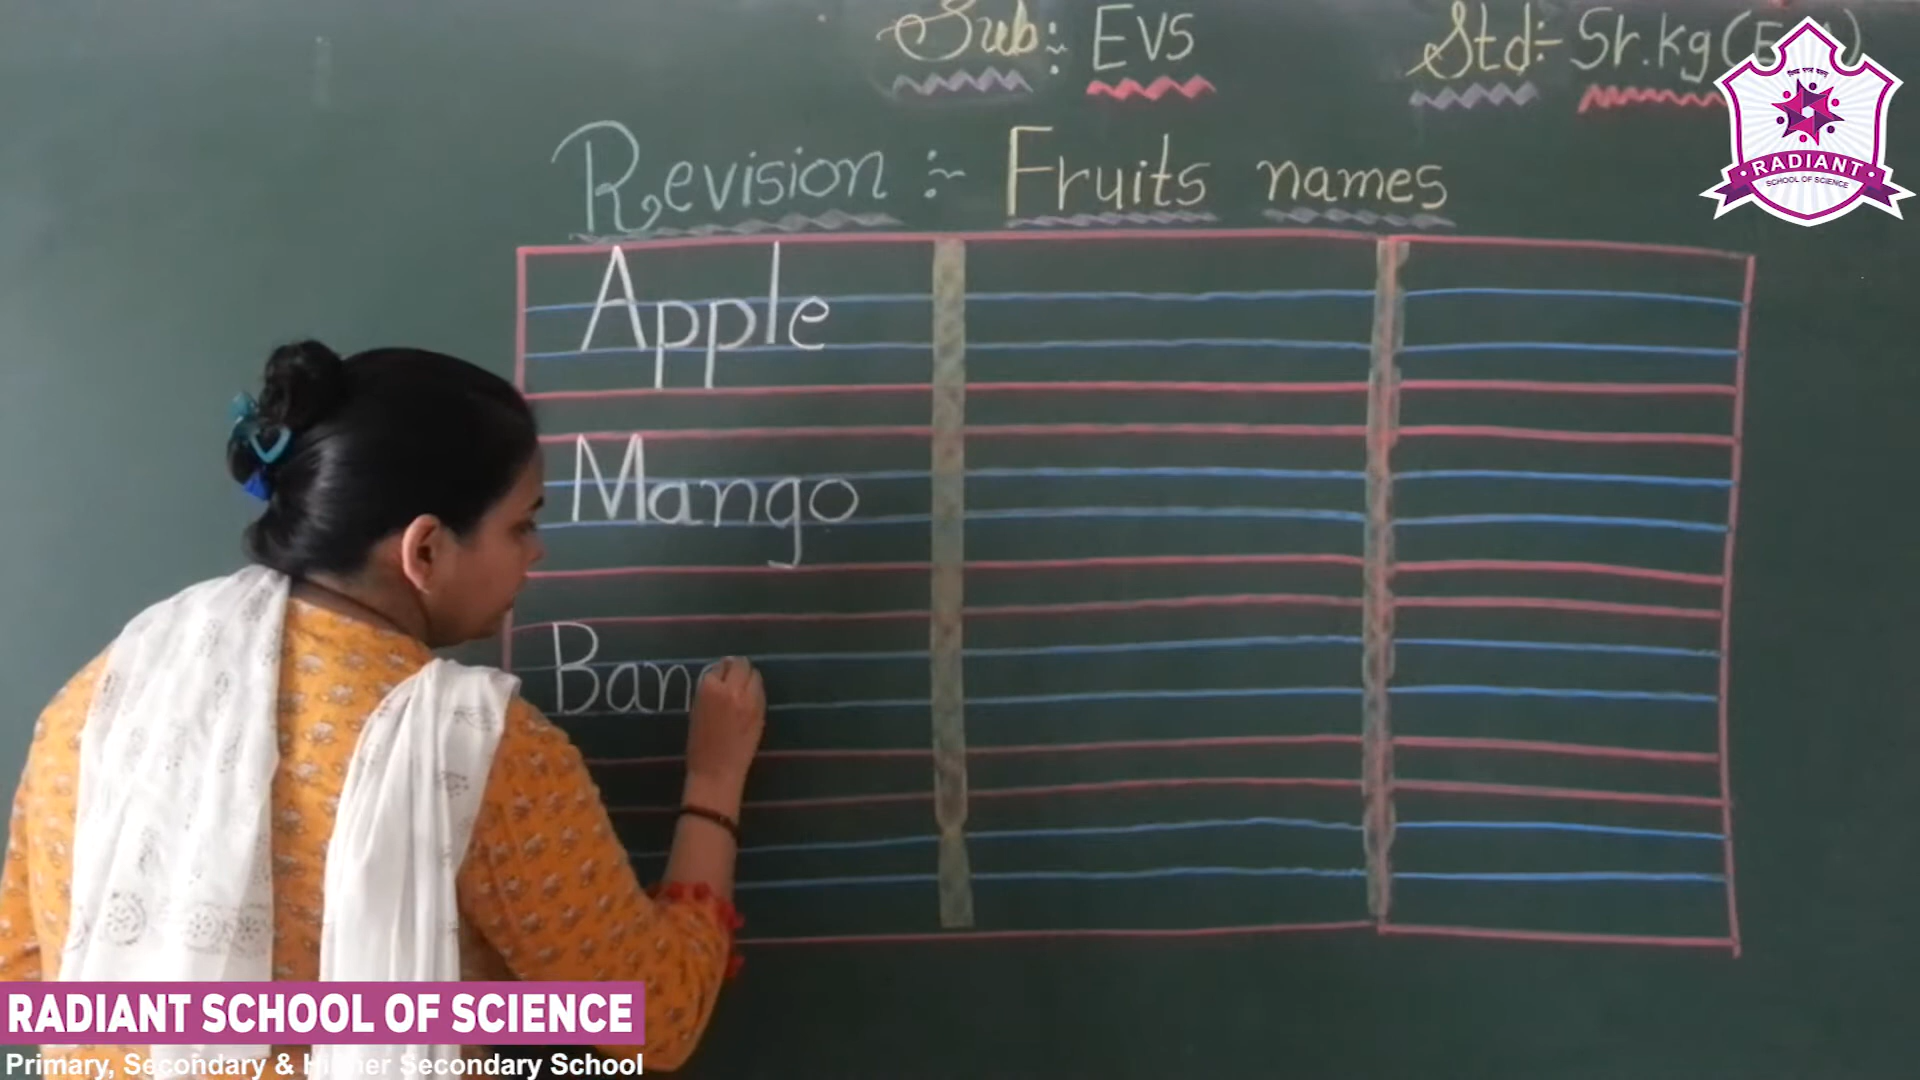 Sub:- EVS
Std:- Sr.kg(E
Revision :- Fruits names
Apple
Mango
Ban
RADIANT
SCHOOL OF SCIENCE
RADIANT SCHOOL OF SCIENCE
Primary, Secondary & Higher Secondary School